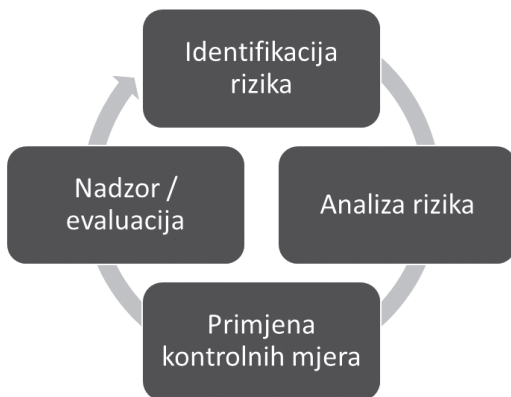 Identifikacija
rizika
Analiza rizika
Primjena
kontrolnih mjera
Nadzor /
evaluacija